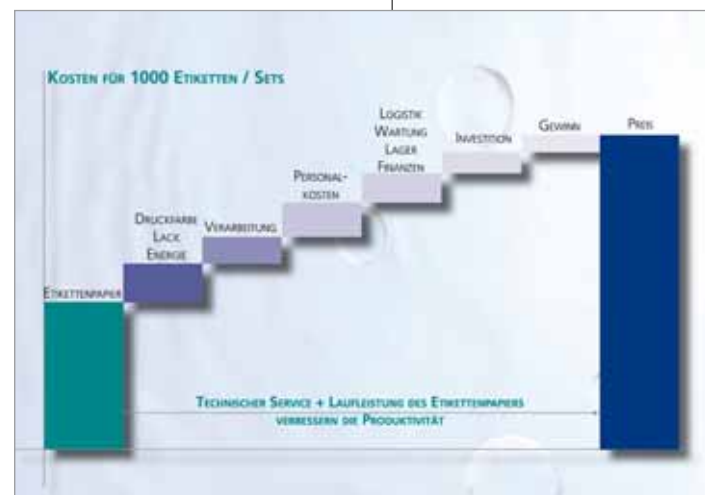 KOSTEN FÜR 1000 ETIKETTEN / SETS
ETIKETTENPAPIER
DRUCKFARBE
LACK
ENERGIE
VERARBEITUNG
PERSONAL-
KOSTEN
LOGISTIK
WARTUNG
LAGER
FINANZEN
INVESTITION
GEWINN
PREIS
TECHNISCHER SERVICE + LAUFLEISTUNG DES ETIKETTENPAPIERS
VERBESSERN DIE PRODUKTIVITÄT